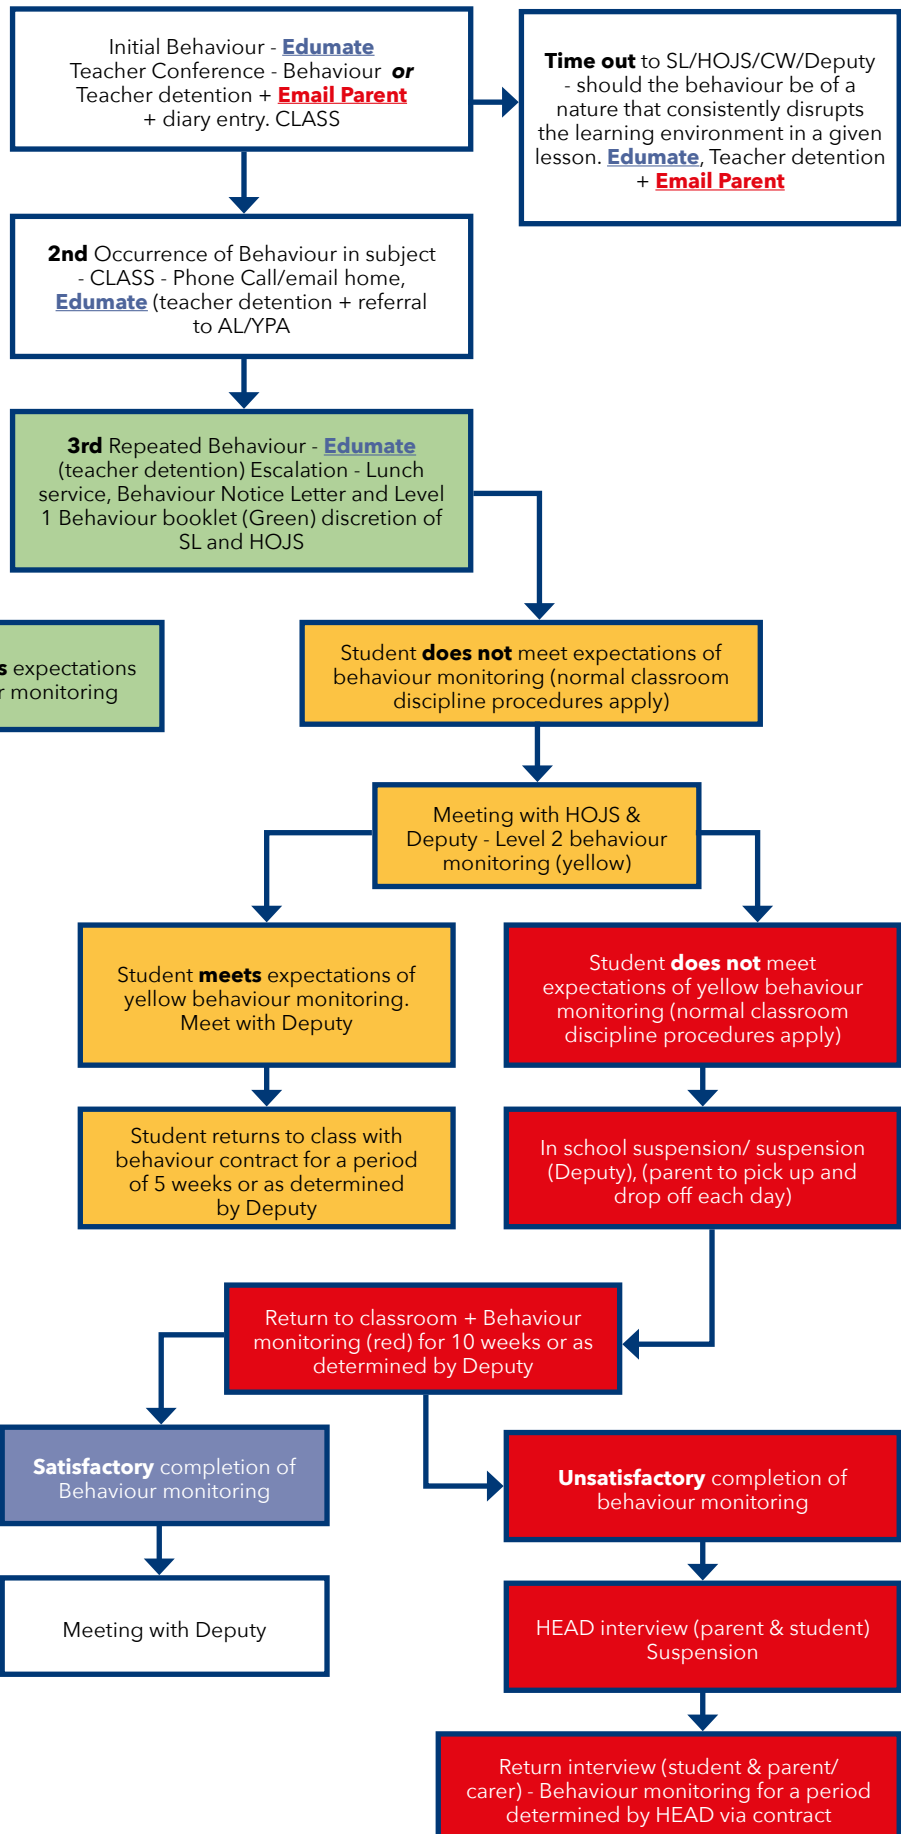 Initial Behaviour - Edumate
Teacher Conference - Behaviour or
Teacher detention + Email Parent
+ diary entry. CLASS
Time out to SL/HOJS/CW/Deputy
- should the behaviour be of a
nature that consistently disrupts
the learning environment in a given
lesson. Edumate, Teacher detention
+ Email Parent
2nd Occurrence of Behaviour in subject
- CLASS - Phone Call/email home,
Edumate (teacher detention + referral
to AL/YPA
3rd Repeated Behaviour - Edumate
(teacher detention) Escalation - Lunch
service, Behaviour Notice Letter and Level
1 Behaviour booklet (Green) discretion of
SL and HOJS
expectations
monitoring
Student does not meet expectations of
behaviour monitoring (normal classroom
discipline procedures apply)
Meeting with HOJS &
Deputy - Level 2 behaviour
monitoring (yellow)
Student meets expectations of
yellow behaviour monitoring.
Meet with Deputy
Student does not meet
expectations of yellow behaviour
monitoring (normal classroom
discipline procedures apply)
Student returns to class with
behaviour contract for a period
of 5 weeks or as determined
by Deputy
In school suspension/ suspension
(Deputy), (parent to pick up and
drop off each day)
Return to classroom + Behaviour
monitoring (red) for 10 weeks or as
determined by Deputy
Satisfactory completion of
Behaviour monitoring
Unsatisfactory completion of
behaviour monitoring
Meeting with Deputy
HEAD interview (parent & student)
Suspension
Return interview (student & parent/
carer) - Behaviour monitoring for a period
determined by HEAD via contract